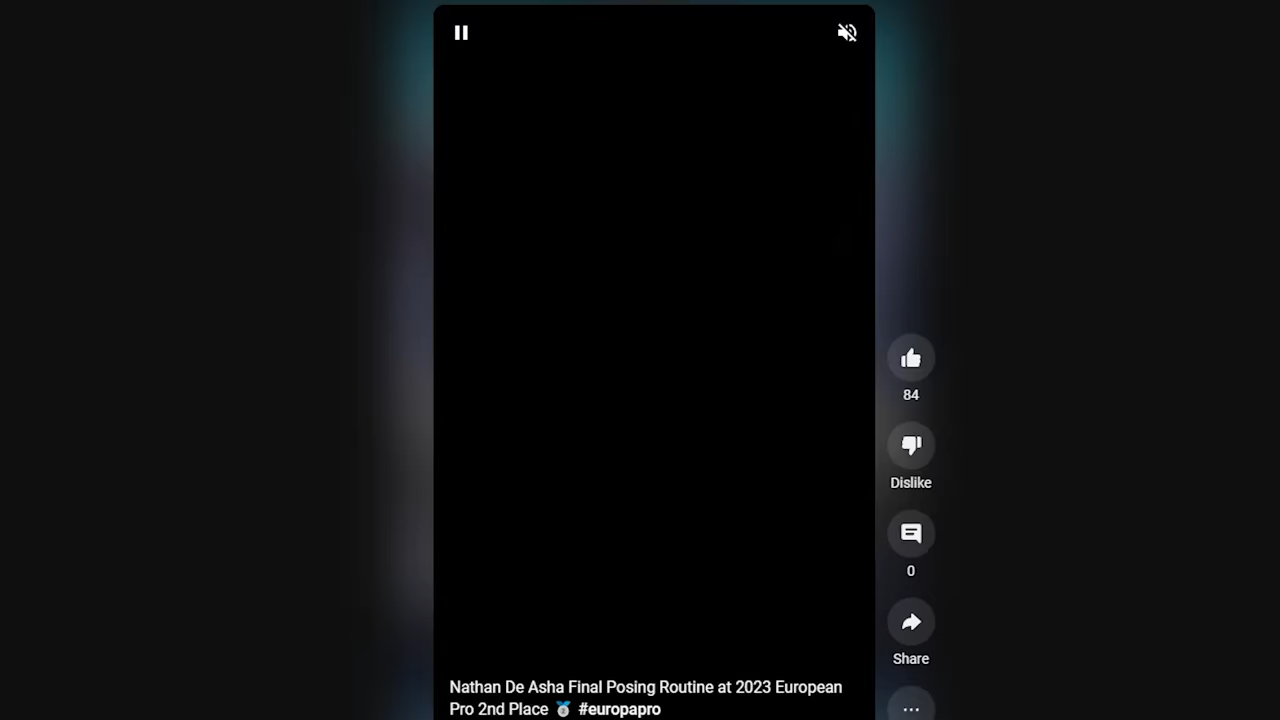 84
Dislike
0
Share
Nathan De Asha Final Posing Routine at 2023 European
Pro 2nd Place 🥈 #europapro